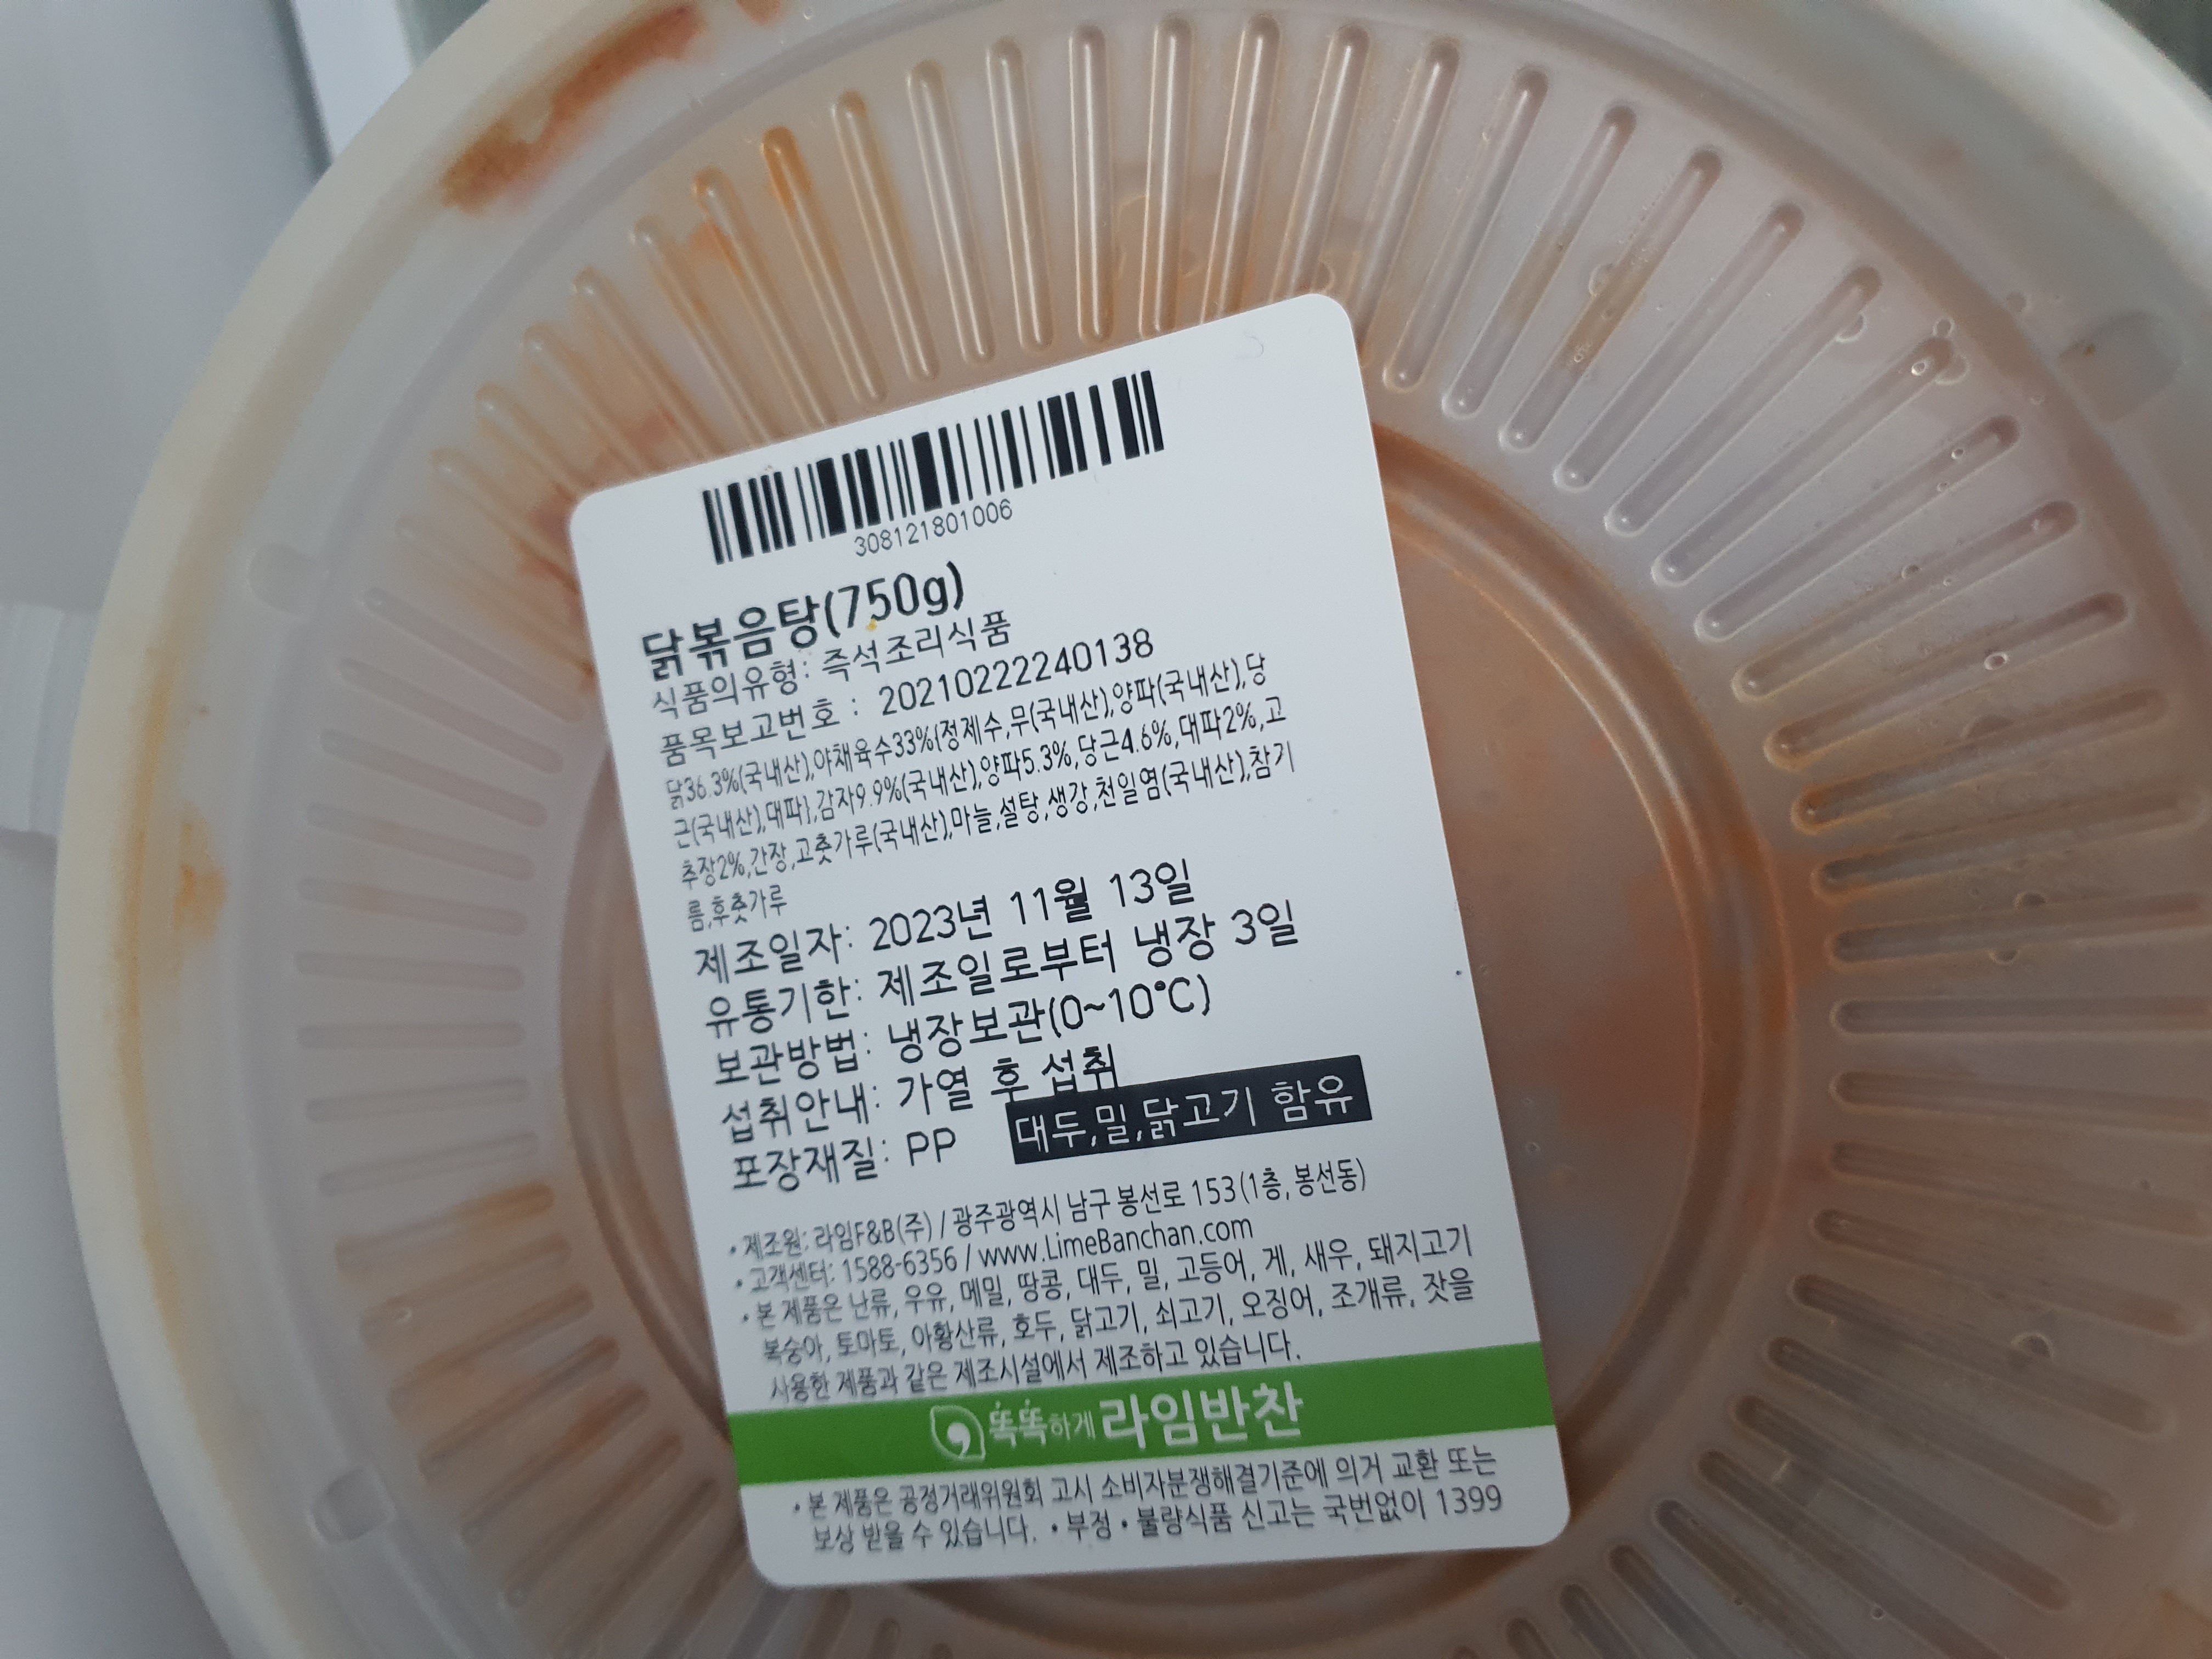 308121801006
닭볶음탕(750g)
식품의유형: 즉석조리식품
품목보고번호 : 20210222240138
닭36.3%(국내산),야채육수33%{정제수,무(국내산),양파(국내산),당
근(국내산),대파},감자9.9%(국내산),양파5.3%,당근4.6%,대파2%,고
추장2%,간장,고춧가루(국내산),마늘,설탕,생강,천일염(국내산),참기
름,후춧가루
제조일자: 2023년 11월 13일
유통기한: 제조일로부터 냉장 3일
보관방법: 냉장보관(0~10℃)
섭취안내: 가열 후 섭취
포장재질: PP 대두,밀,닭고기 함유
• 제조원: 라임F&B(주) / 광주광역시 남구 봉선로 153 (1층, 봉선동)
• 고객센터: 1588-6356 / www.LimeBanchan.com
• 본 제품은 난류, 우유, 메밀, 땅콩, 대두, 밀, 고등어, 게, 새우, 돼지고기
복숭아, 토마토, 아황산류, 호두, 닭고기, 쇠고기, 오징어, 조개류, 잣을
사용한 제품과 같은 제조시설에서 제조하고 있습니다.
똑똑하게 라임반찬
• 본 제품은 공정거래위원회 고시 소비자분쟁해결기준에 의거 교환 또는
보상 받을 수 있습니다. • 부정 • 불량식품 신고는 국번없이 1399